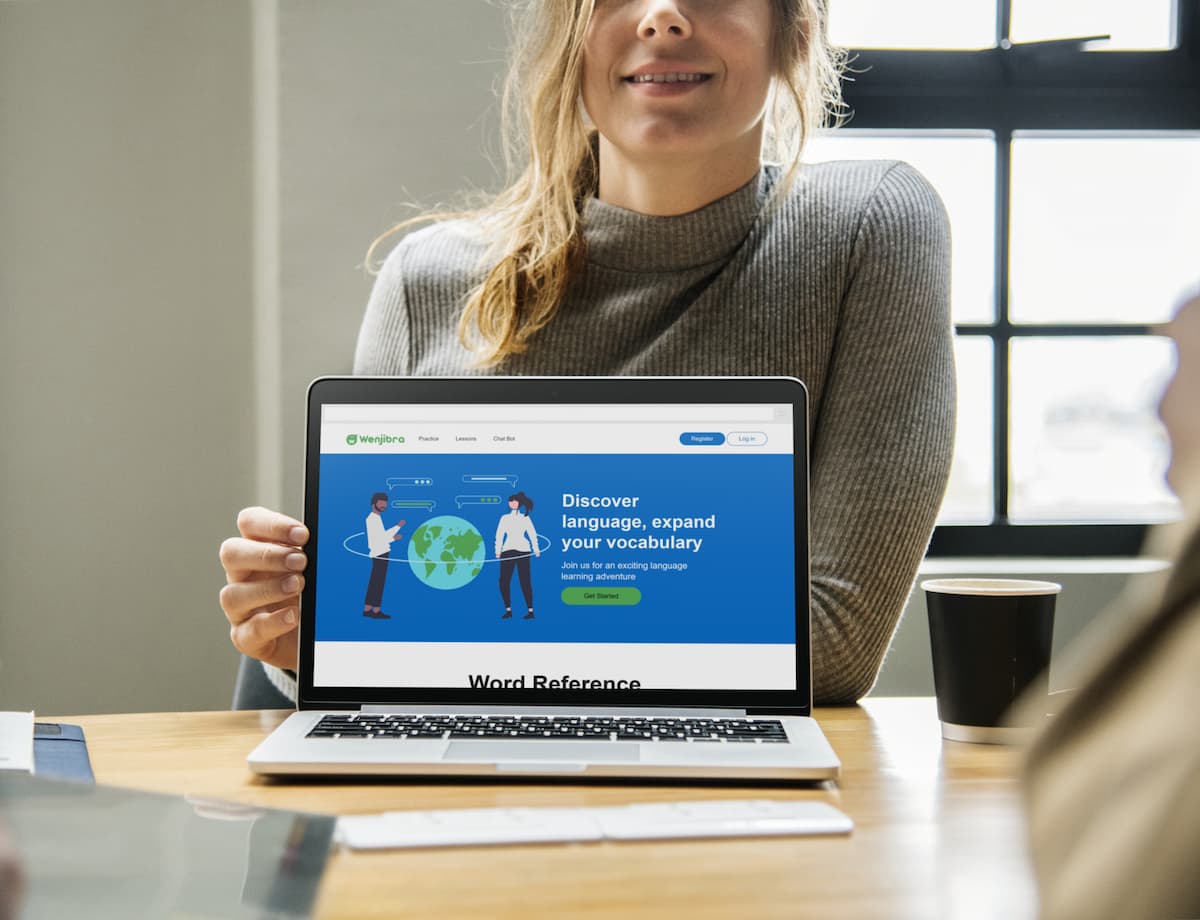 Wenjibra Practice Lessons Chat Bot Register Log in
Discover
language, expand
your vocabulary
Join us for an exciting language
learning adventure
Get Started
Word Reference